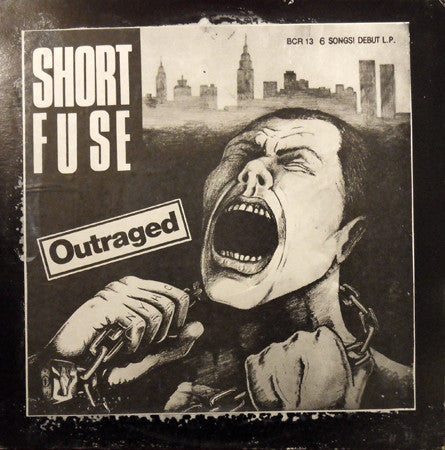 SHORT
FUSE
BCR 13 6 SONGS! DEBUT L.P.
Outraged